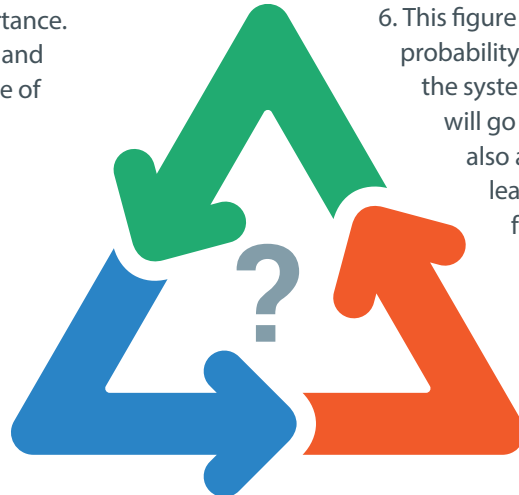 rtance.
and
e of
6. This figure
probability
the syste
will go
also a
lea
f
?